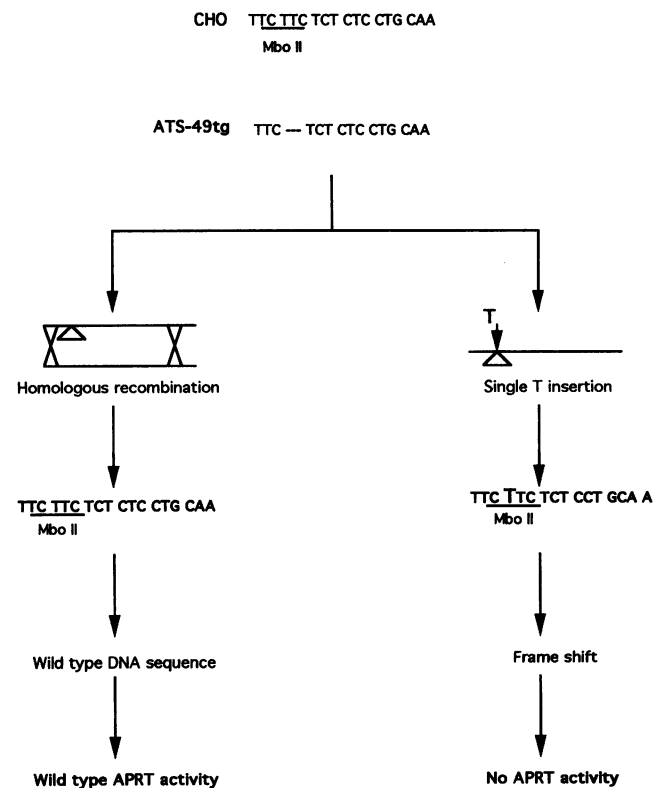 CHO TTC TTC TCT CTC CTG CAA
Mbo II
ATS-49tg TTC --- TCT CTC CTG CAA
T
Homologous recombination
Single T insertion
TTC TTC TCT CTC CTG CAA
Mbo II
TTC TTC TCT CCT GCA A
Mbo II
Wild type DNA sequence
Frame shift
Wild type APRT activity
No APRT activity